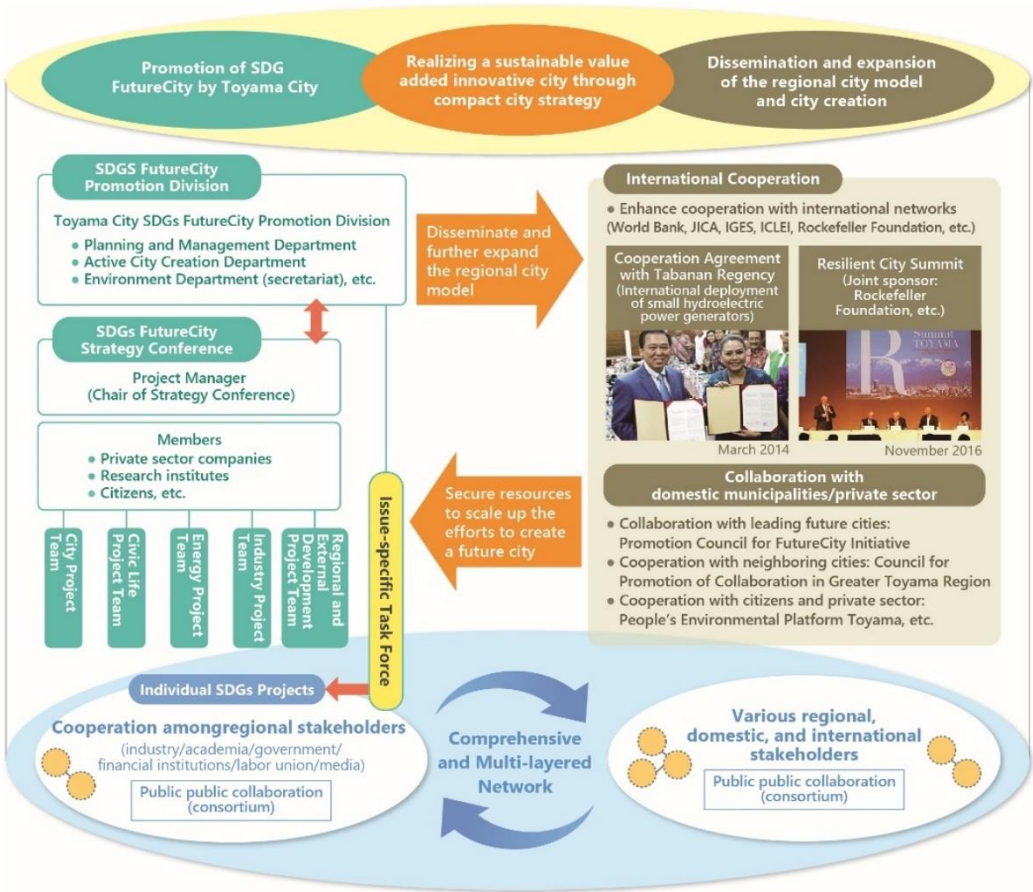 Promotion of SDG
FutureCity by Toyama City
Realizing a sustainable value
added innovative city through
compact city strategy
Dissemination and expansion
of the regional city model
and city creation
SDGS FutureCity
Promotion Division
Toyama City SDGs FutureCity Promotion Division
• Planning and Management Department
• Active City Creation Department
• Environment Department (secretariat), etc.
SDGs FutureCity
Strategy Conference
Project Manager
(Chair of Strategy Conference)
Members
• Private sector companies
• Research institutes
• Citizens, etc.
City Project
Team
Civic Life
Project Team
Energy Project
Team
Industry Project
Team
Regional and
External
Development
Project Team
Issue-specific Task Force
Disseminate and
further expand
the regional city
model
Secure resources
to scale up the
efforts to create
a future city
International Cooperation
• Enhance cooperation with international networks
(World Bank, JICA, IGES, ICLEI, Rockefeller Foundation, etc.)
Cooperation Agreement
with Tabanan Regency
(International deployment
of small hydroelectric
power generators)
March 2014
Resilient City Summit
(Joint sponsor:
Rockefeller
Foundation, etc.)
Summit
TOYAMA
R
November 2016
Collaboration with
domestic municipalities/private sector
• Collaboration with leading future cities:
Promotion Council for FutureCity Initiative
• Cooperation with neighboring cities: Council for
Promotion of Collaboration in Greater Toyama Region
• Cooperation with citizens and private sector:
People's Environmental Platform Toyama, etc.
Individual SDGs Projects
Cooperation amongregional stakeholders
(industry/academia/government/
financial institutions/labor union/media)
Public public collaboration
(consortium)
Comprehensive
and Multi-layered
Network
Various regional,
domestic, and international
stakeholders
Public public collaboration
(consortium)